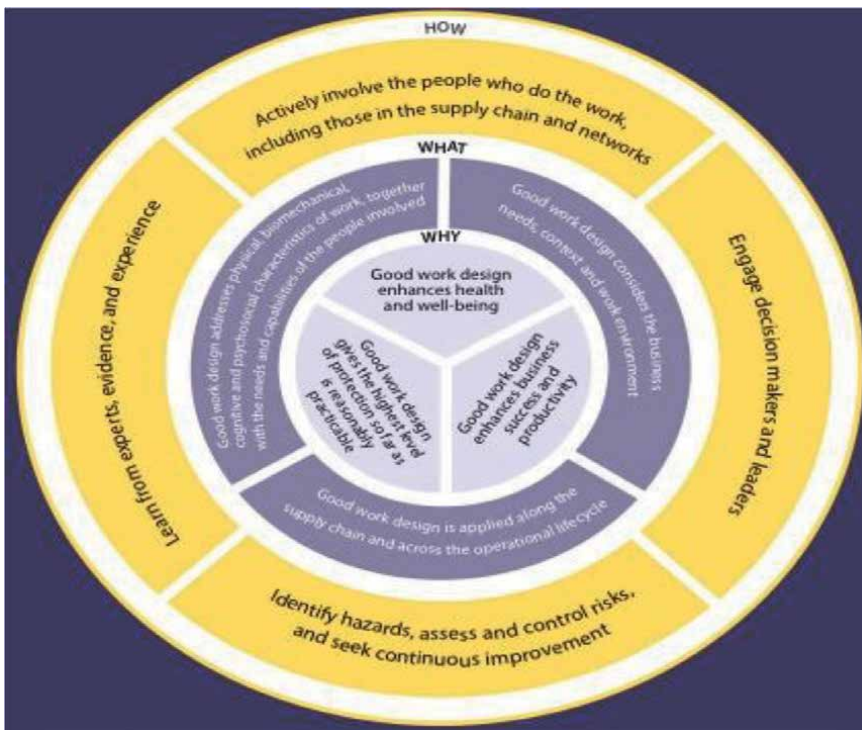 HOW
Actively involve the people who do the work,
including those in the supply chain and networks
Engage decision makers and leaders
Identify hazards, assess and control risks,
and seek continuous improvement
Learn from experts, evidence, and experience
WHAT
Good work design addresses physical, biomechanical,
cognitive and psychosocial characteristics of work, together
with the needs and capabilities of the people involved
Good work design considers the business
needs, context and work environment
Good work design is applied along the
supply chain and across the operational lifecycle
WHY
Good work design
enhances health
and well-being
Good work design
gives the highest level
of protection so far as
is reasonably
practicable
Good work design
enhances business
success and
productivity